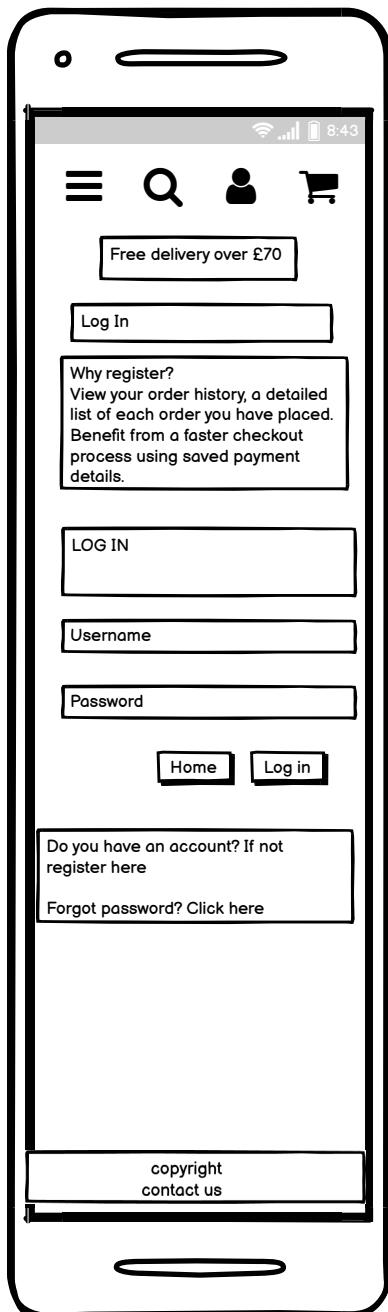 8:43
Free delivery over £70
Log In
Why register?
View your order history, a detailed
list of each order you have placed.
Benefit from a faster checkout
process using saved payment
details.
LOG IN
Username
Password
Home
Log in
Do you have an account? If not
register here
Forgot password? Click here
copyright
contact us